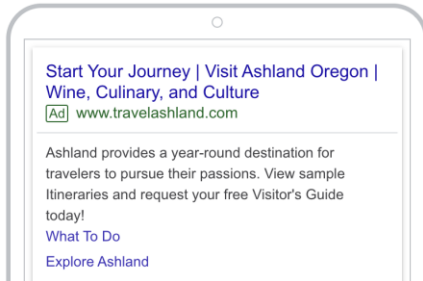 Start Your Journey | Visit Ashland Oregon |
Wine, Culinary, and Culture
Ad www.travelashland.com
Ashland provides a year-round destination for
travelers to pursue their passions. View sample
Itineraries and request your free Visitor's Guide
today!
What To Do
Explore Ashland